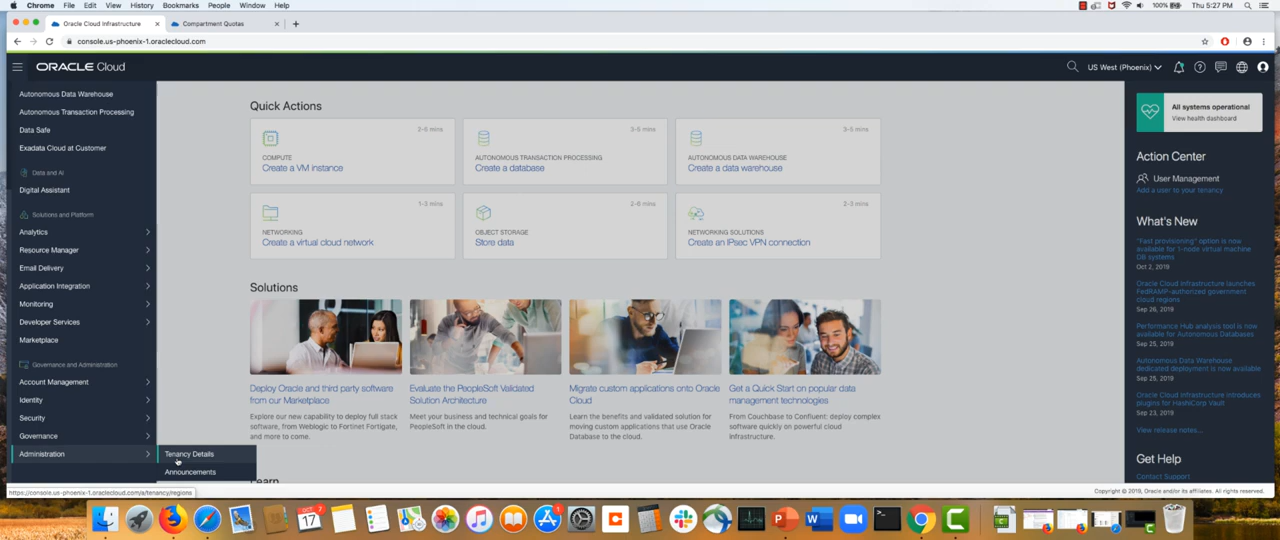 Chrome File Edit View History Bookmarks People Window Help
100% Thu 5:27 PM
Oracle Cloud Infrastructure
Compartment Quotas
console.us-phoenix-1.oraclecloud.com
ORACLE Cloud
US West (Phoenix)
Autonomous Data Warehouse
Autonomous Transaction Processing
Data Safe
Exadata Cloud at Customer
Data and AI
Digital Assistant
Solutions and Platform
Analytics
Resource Manager
Email Delivery
Application Integration
Monitoring
Developer Services
Marketplace
Governance and Administration
Account Management
Identity
Security
Governance
Administration
Tenancy Details
Announcements
https://console.us-phoenix-1.oraclecloud.com/a/tenancy/regions
Quick Actions
3-6 mins
COMPUTE
Create a VM instance
3-5 mins
AUTONOMOUS TRANSACTION PROCESSING
Create a database
3-5 mins
AUTONOMOUS DATA WAREHOUSE
Create a data warehouse
1-3 mins
NETWORKING
Create a virtual cloud network
2-6 mins
OBJECT STORAGE
Store data
2-3 mins
NETWORKING SOLUTIONS
Create an IPsec VPN connection
Solutions
Deploy Oracle and third party software
from our Marketplace
Explore our new capability to deploy full stack
software, from Weblogic to Fortinet Fortigate,
and more to come.
Evaluate the PeopleSoft Validated
Solution Architecture
Meet your business and technical goals for
PeopleSoft in the cloud.
Migrate custom applications onto Oracle
Cloud
Learn the benefits and validated solution for
moving custom applications that use Oracle
Database to the cloud.
Get a Quick Start on popular data
management technologies
From Couchbase to Confluent: deploy complex
software quickly on powerful cloud
infrastructure.
Learn
All systems operational
View health dashboard
Action Center
User Management
Add a user to your tenancy
What's New
"Fast provisioning" option is now
available for 1-node virtual machine
DB systems
Oct 2, 2019
Oracle Cloud Infrastructure launches
FedRAMP-authorized government
cloud regions
Sep 26, 2019
Performance Hub analysis tool is now
available for Autonomous Databases
Sep 25, 2019
Autonomous Data Warehouse
dedicated deployment is now available
Sep 25, 2019
Oracle Cloud Infrastructure introduces
plugins for HashiCorp Vault
Sep 23, 2019
View release notes...
Get Help
Contact Support
Copyright © 2019, Oracle and/or its affiliates. All rights reserved.
17
1